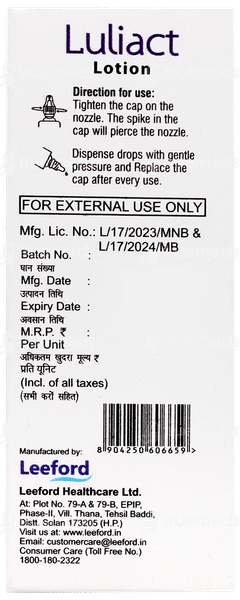 Luliact
Lotion
Direction for use:
Tighten the cap on the
nozzle. The spike in the
cap will pierce the nozzle.
Dispense drops with gentle
pressure and Replace the
cap after every use.
FOR EXTERNAL USE ONLY
Mfg. Lic. No.: L/17/2023/MNB &
L/17/2024/MB
Batch No. :
घान संख्या
Mfg. Date :
उत्पादन तिथि
Expiry Date :
अवसान तिथि
M.R.P. ₹ :
Per Unit
अधिकतम खुदरा मूल्य ₹
प्रति यूनिट
(Incl. of all taxes)
(सभी करों सहित)
8 904250 606659
Manufactured by:
Leeford
Leeford Healthcare Ltd.
At: Plot No. 79-A & 79-B, EPIP,
Phase-II, Vill. Thana, Tehsil Baddi,
Distt. Solan 173205 (H.P.)
Visit us at: www.leeford.in
Email: customercare@leeford.in
Consumer Care (Toll Free No.)
1800-180-2322